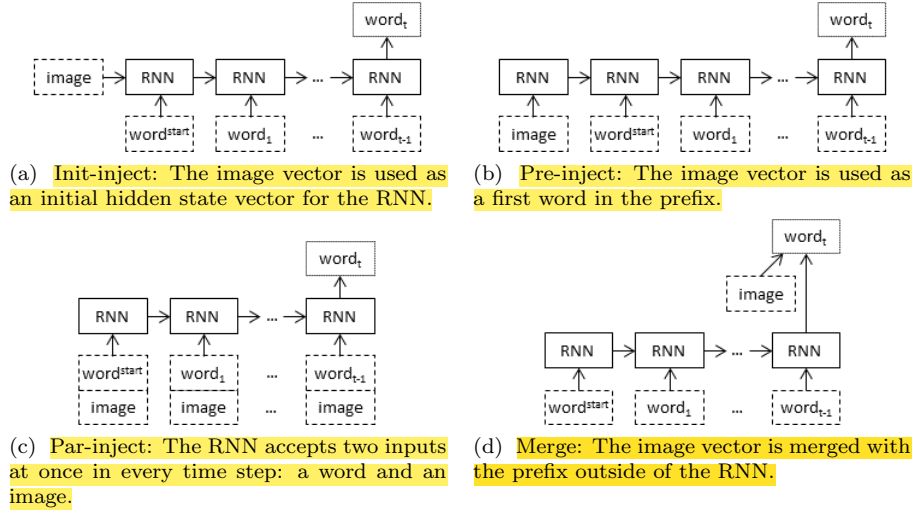 word_t
image RNN RNN ... RNN
word^start word_1 ... word_t-1
(a) Init-inject: The image vector is used as
an initial hidden state vector for the RNN.
word_t
RNN RNN RNN ... RNN
image word^start word_1 ... word_t-1
(b) Pre-inject: The image vector is used as
a first word in the prefix.
word_t
RNN RNN ... RNN
word^start word_1 ... word_t-1
image image ... image
(c) Par-inject: The RNN accepts two inputs
at once in every time step: a word and an
image.
word_t
image
RNN RNN ... RNN
word^start word_1 ... word_t-1
(d) Merge: The image vector is merged with
the prefix outside of the RNN.